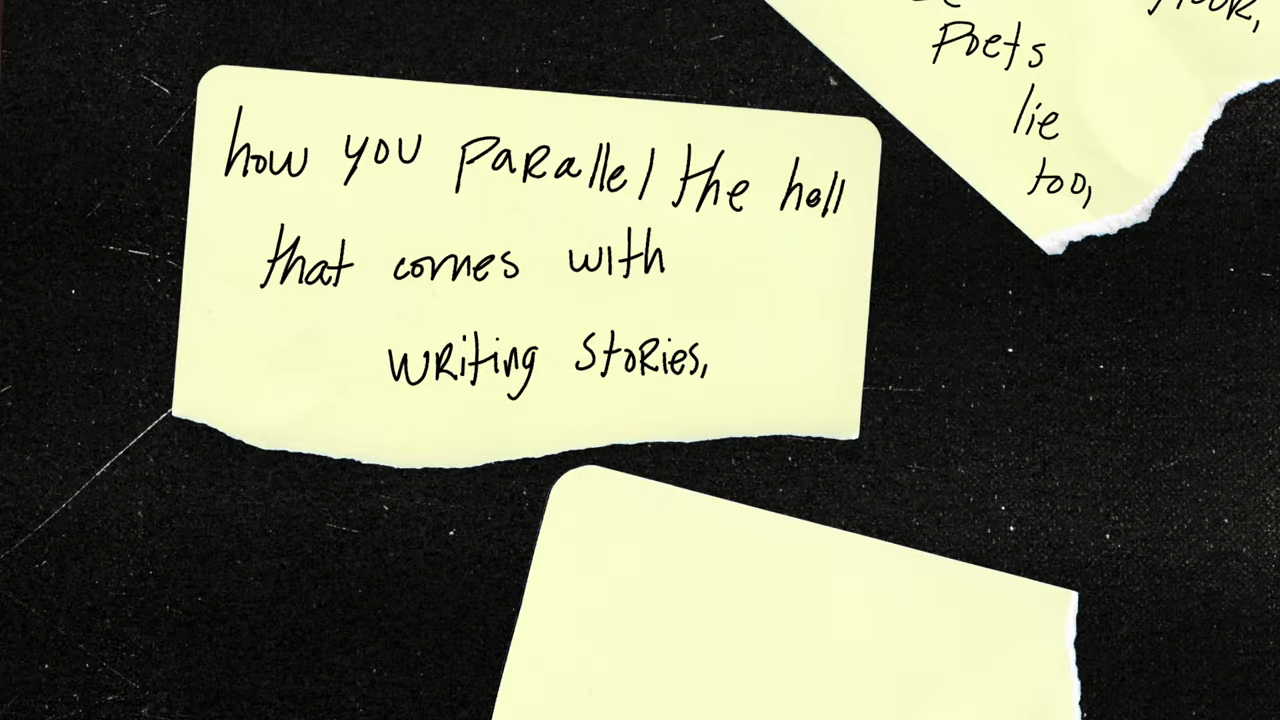 how you parallel the hell
that comes with
writing stories,
Poets
lie
too,